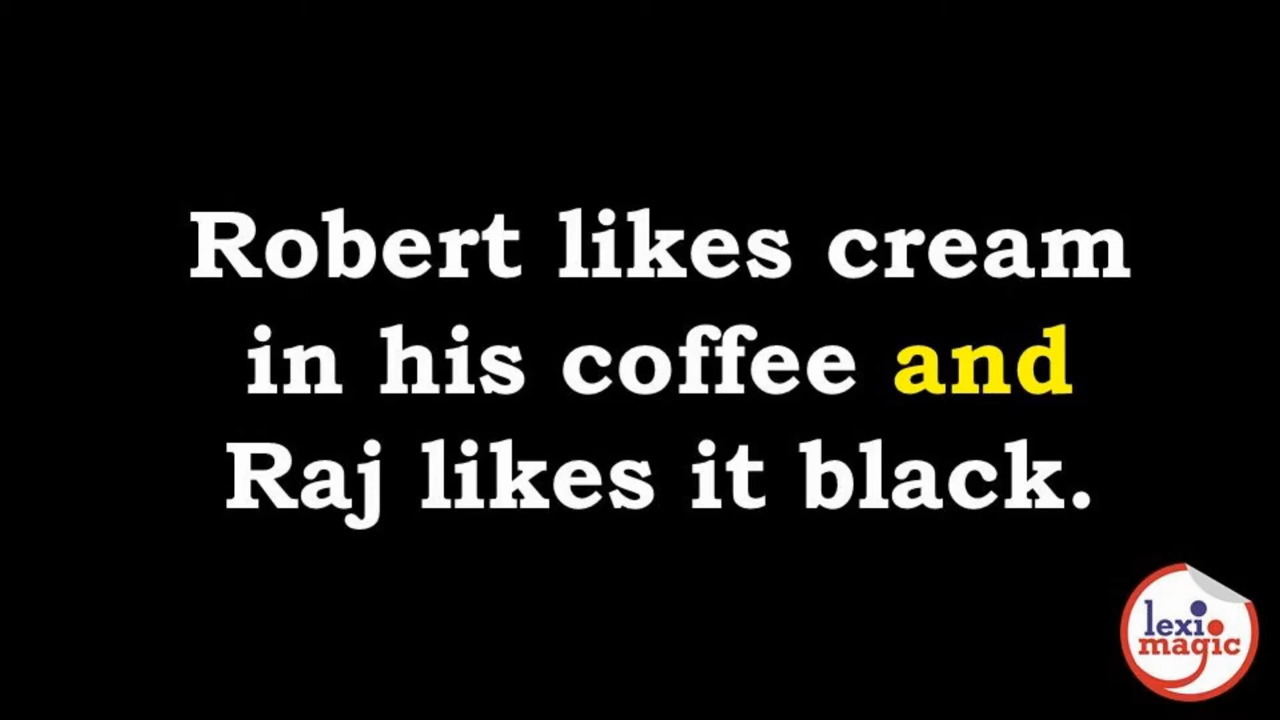 Robert likes cream
in his coffee and
Raj likes it black.
lexi
magic